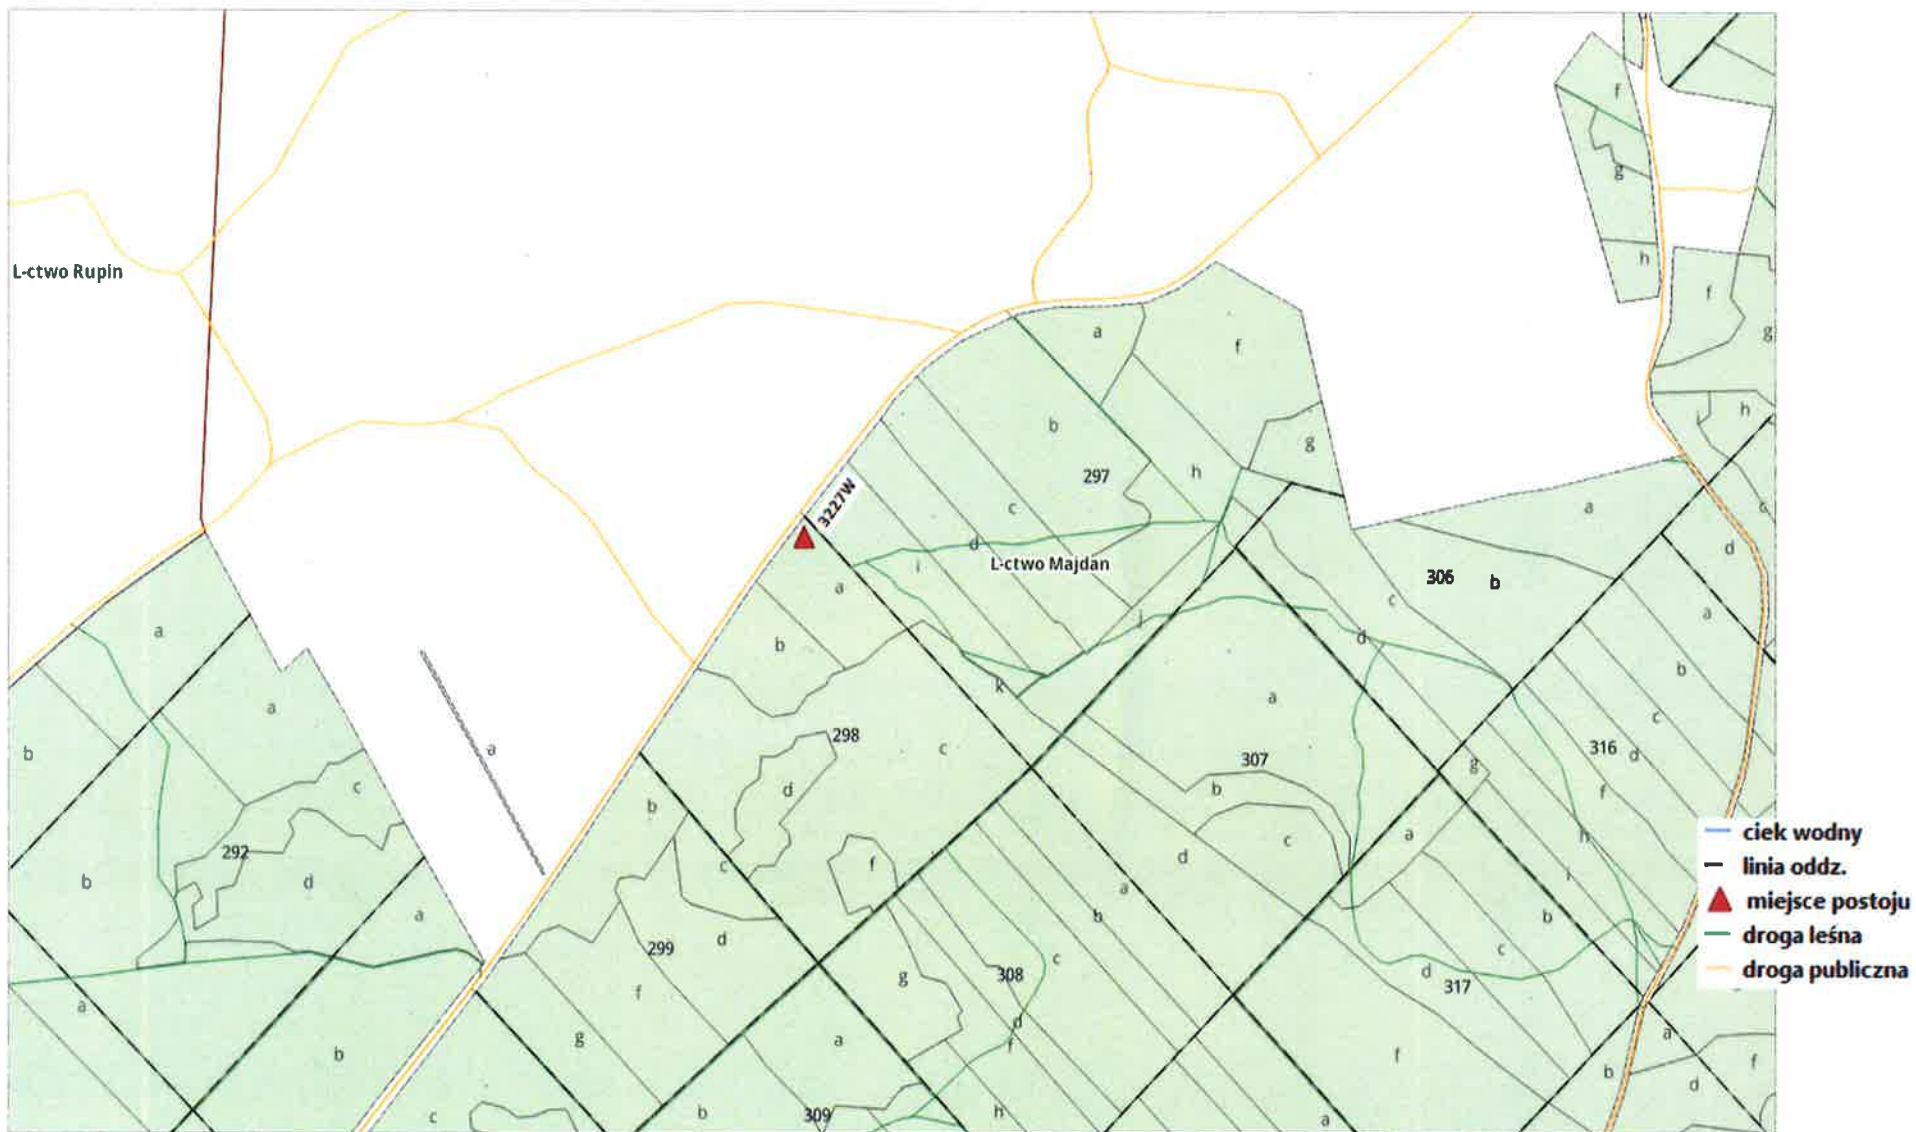 f
g
L-ctwo Rupin
h
f
g
a
f
h
i
b
g
297
h
3227W
c
a
c
d
d
i
L-ctwo Majdan
306
b
a
c
a
j
a
d
b
b
k
a
a
c
298
c
b
a
316
d
307
c
g
b
d
b
f
ciek wodny
292
a
h
c
linia oddz.
c
f
d
i
b
d
a
miejsce postoju
a
b
b
droga leśna
299
d
c
c
308
g
d
317
droga publiczna
f
a
d
g
a
f
a
f
b
f
b
d
c
b
309
h
a